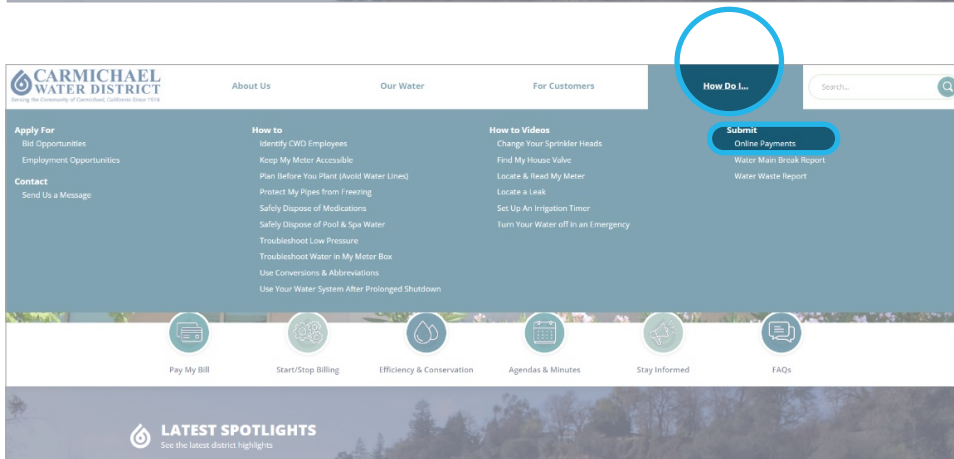 CARMICHAEL
WATER DISTRICT
Serving the Community of Carmichael, California Since 1916
About Us
Our Water
For Customers
How Do I...
Search...
Apply For
Bid Opportunities
Employment Opportunities
Contact
Send Us a Message
How to
Identify CWD Employees
Keep My Meter Accessible
Plan Before You Plant (Avoid Water Lines)
Protect My Pipes from Freezing
Safely Dispose of Medications
Safely Dispose of Pool & Spa Water
Troubleshoot Low Pressure
Troubleshoot Water in My Meter Box
Use Conversions & Abbreviations
Use Your Water System After Prolonged Shutdown
How to Videos
Change Your Sprinkler Heads
Find My House Valve
Locate & Read My Meter
Locate a Leak
Set Up An Irrigation Timer
Turn Your Water off in an Emergency
Submit
Online Payments
Water Main Break Report
Water Waste Report
Pay My Bill
Start/Stop Billing
Efficiency & Conservation
Agendas & Minutes
Stay Informed
FAQs
LATEST SPOTLIGHTS
See the latest district highlights